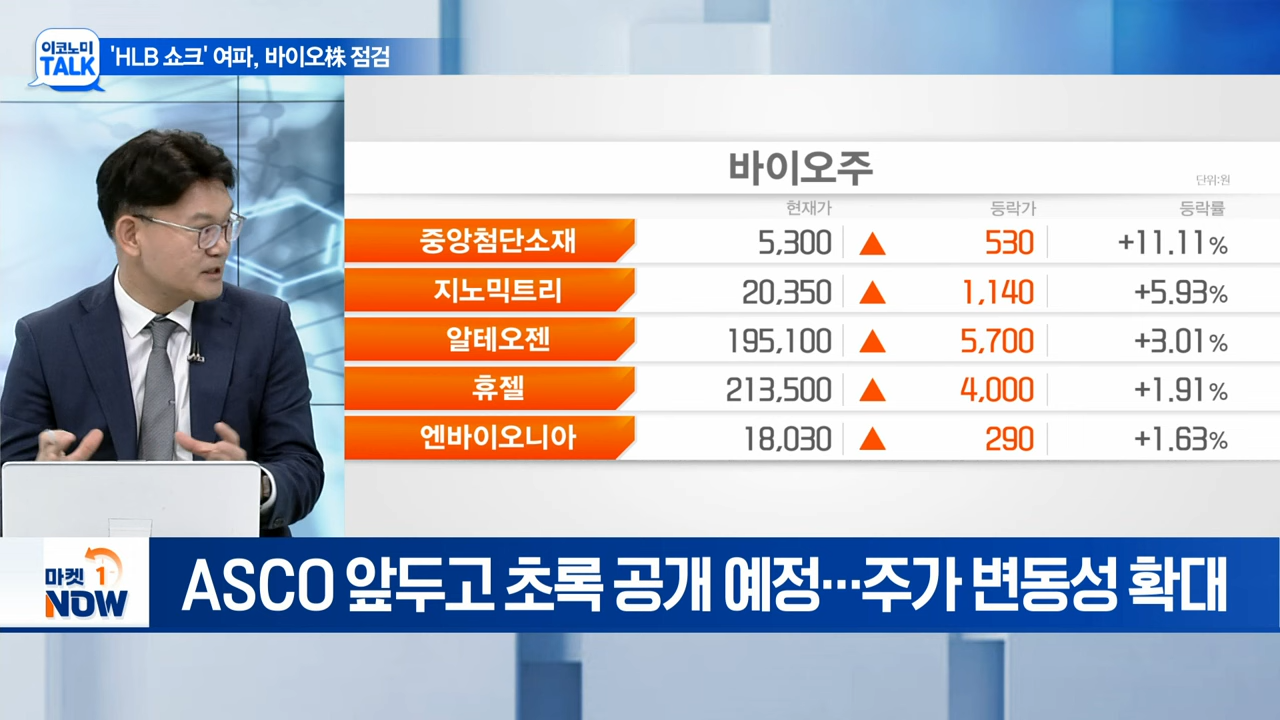 이코노미
TALK
'HLB 쇼크' 여파, 바이오株 점검
바이오주
단위:원
현재가 등락가 등락률
중앙첨단소재 5,300 ▲ 530 +11.11%
지노믹트리 20,350 ▲ 1,140 +5.93%
알테오젠 195,100 ▲ 5,700 +3.01%
휴젤 213,500 ▲ 4,000 +1.91%
엔바이오니아 18,030 ▲ 290 +1.63%
마켓 1
NOW
ASCO 앞두고 초록 공개 예정…주가 변동성 확대